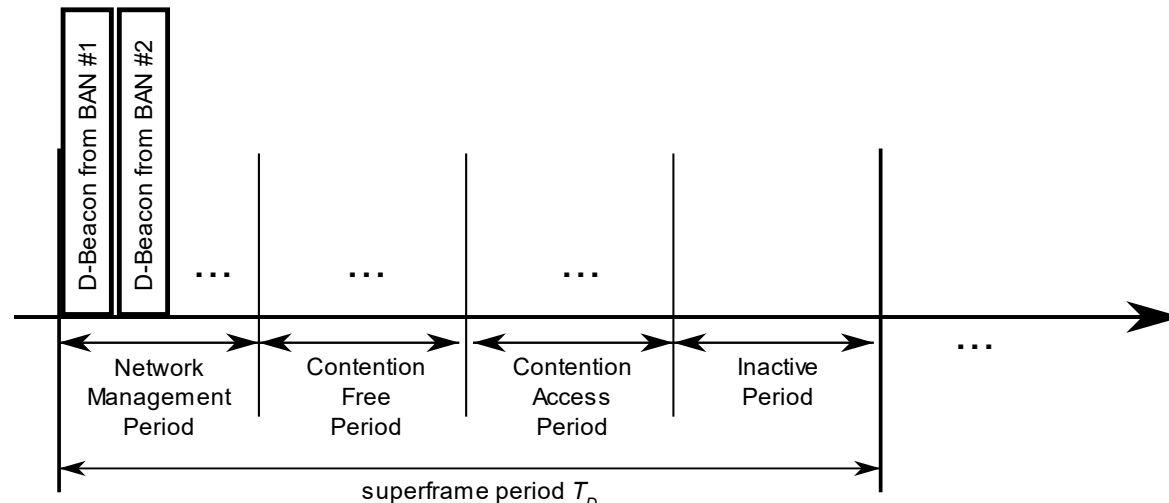 D-Beacon from BAN #1
D-Beacon from BAN #2
... ... ...
...
Network
Management
Period
Contention
Free
Period
Contention
Access
Period
Inactive
Period
superframe period T_D